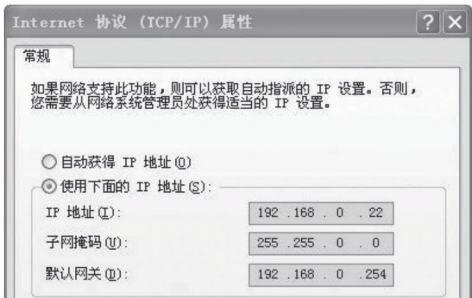 Internet 协议 (TCP/IP) 属性
常规
如果网络支持此功能，则可以获取自动指派的 IP 设置。否则，
您需要从网络系统管理员处获得适当的 IP 设置。
自动获得 IP 地址(O)
使用下面的 IP 地址(S):
IP 地址(I): 192 .168 . 0 . 22
子网掩码(U): 255 .255 . 0 . 0
默认网关(D): 192 .168 . 0 .254